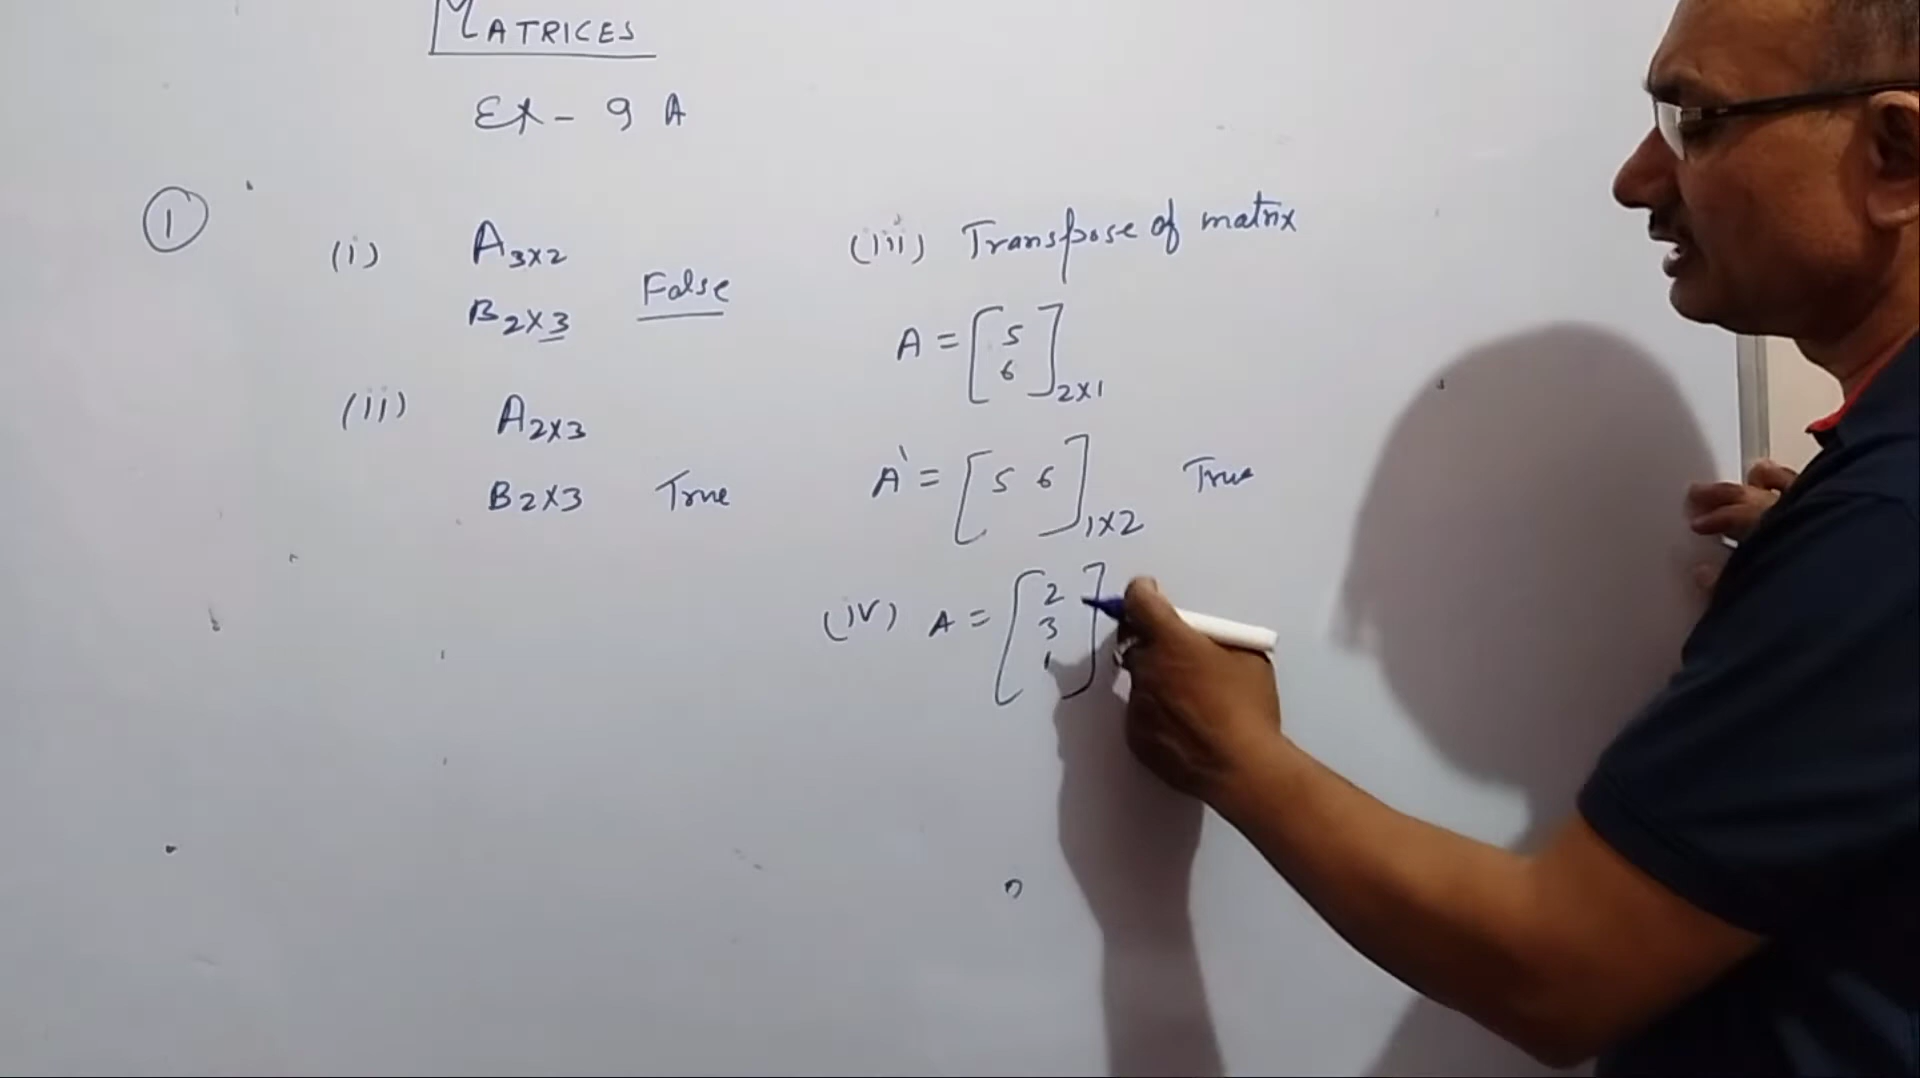 MATRICES
Ex - 9 A
①
(i) A₃ₓ₂
B₂ₓ₃ False
(ii) A₂ₓ₃
B₂ₓ₃ True
(iii) Transpose of matrix
A = [5
6]₂ₓ₁
A' = [5 6]₁ₓ₂ True
(iv) A = [2
3
1]